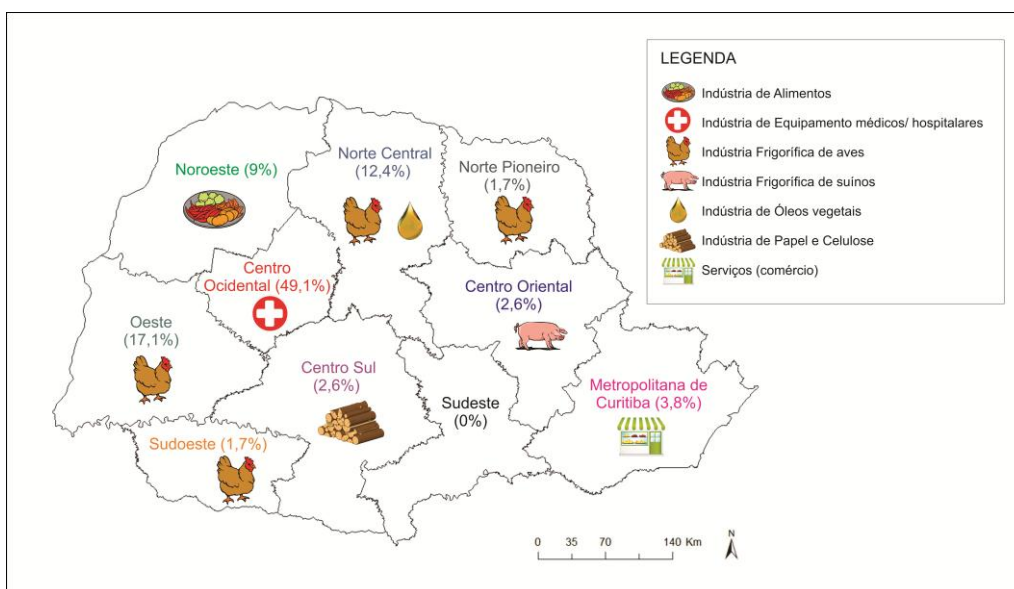 LEGENDA
Indústria de Alimentos
Indústria de Equipamento médicos/ hospitalares
Indústria Frigorífica de aves
Indústria Frigorífica de suínos
Indústria de Óleos vegetais
Indústria de Papel e Celulose
Serviços (comércio)
Noroeste (9%)
Norte Central
(12,4%)
Norte Pioneiro
(1,7%)
Centro
Ocidental (49,1%)
Centro Oriental
(2,6%)
Oeste
(17,1%)
Centro Sul
(2,6%)
Sudeste
(0%)
Metropolitana de
Curitiba (3,8%)
Sudoeste (1,7%)
0 35 70 140 Km
N